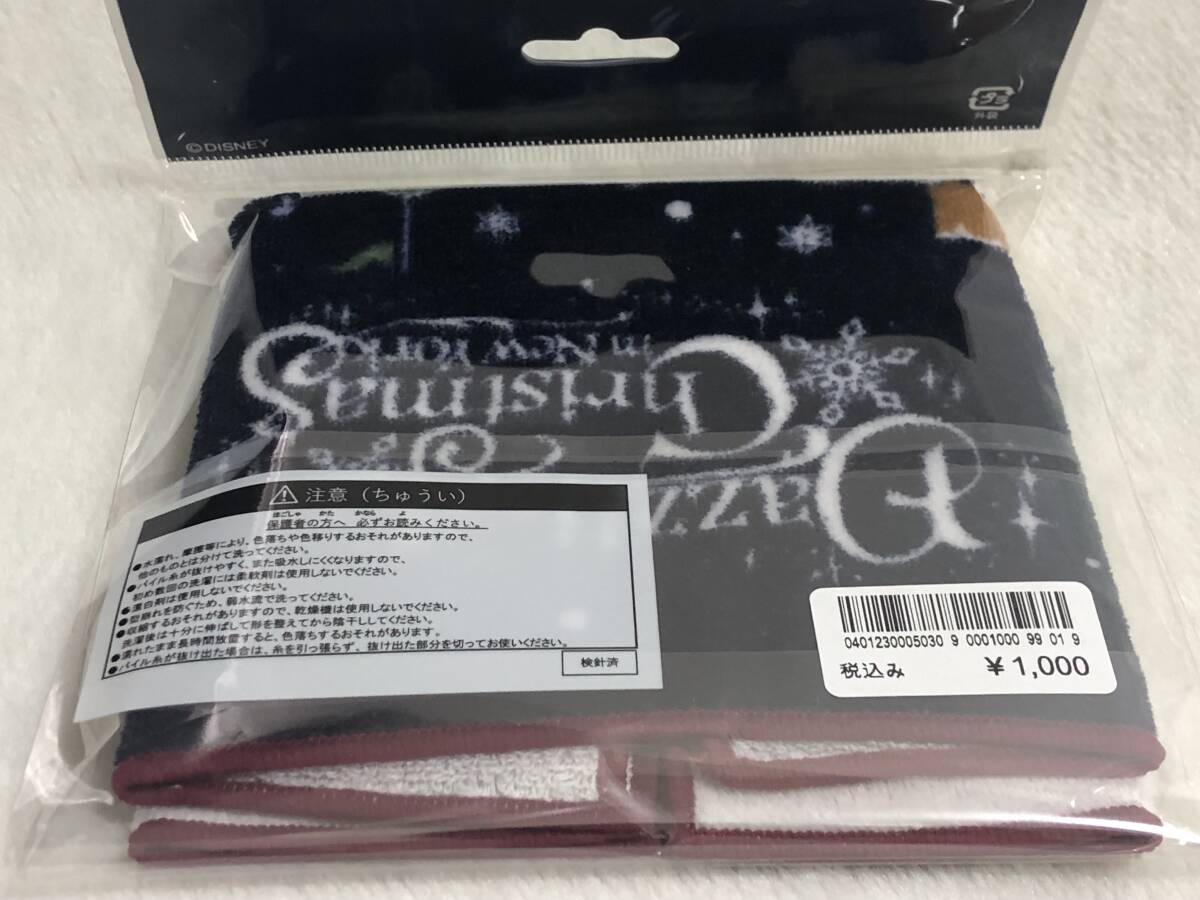 ©DISNEY
プラ
外袋
in New York
Christmas
Dazz
注意（ちゅうい）
ほごしゃ かた かなら よ
保護者の方へ 必ずお読みください。
●水濡れ、摩擦等により、色落ちや色移りするおそれがありますので、
他のものとは分けて洗ってください。
●パイル糸が抜けやすく、また吸水しにくくなりますので、
初め数回の洗濯には柔軟剤は使用しないでください。
●漂白剤は使用しないでください。
●型崩れを防ぐため、弱水流で洗ってください。
●収縮するおそれがありますので、乾燥機は使用しないでください。
洗濯後は十分に伸ばして形を整えてから陰干ししてください。
●濡れたまま長時間放置すると、色落ちするおそれがあります。
●パイル糸が抜け出た場合は、糸を引っ張らず、抜け出た部分を切ってお使いください。
検針済
0401230005030 9 0001000 99 01 9
税込み ￥1,000